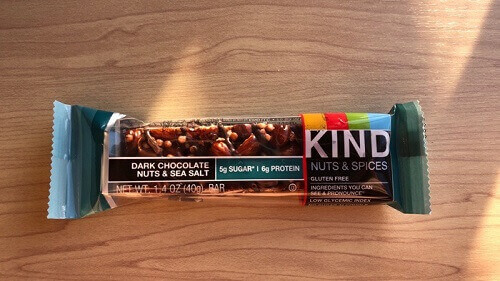 DARK CHOCOLATE
NUTS & SEA SALT
5g SUGAR* | 6g PROTEIN
NET WT. 1.4 OZ (40g) BAR
KIND
NUTS & SPICES
GLUTEN FREE
INGREDIENTS YOU CAN
SEE & PRONOUNCE
LOW GLYCEMIC INDEX